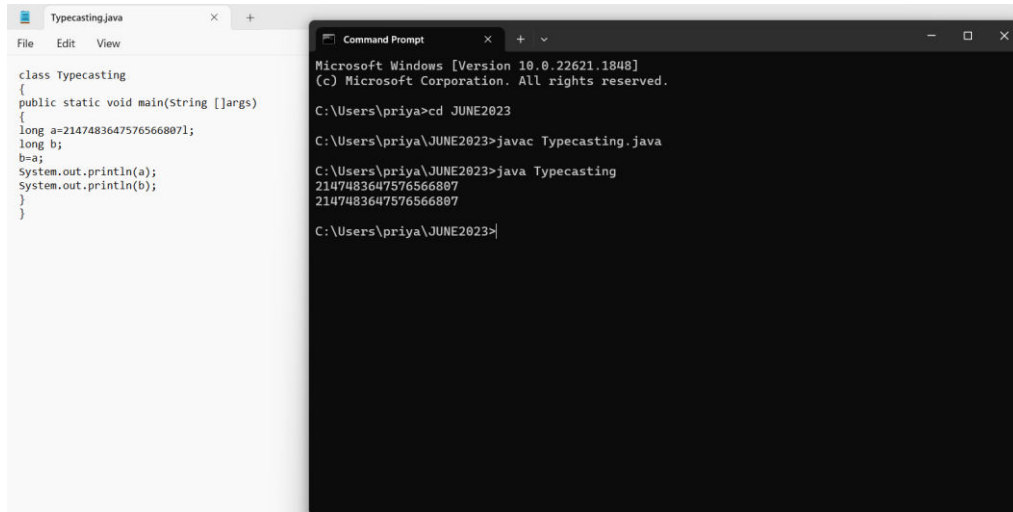 Typecasting.java
File Edit View
class Typecasting
{
public static void main(String []args)
{
long a=2147483647576566807l;
long b;
b=a;
System.out.println(a);
System.out.println(b);
}
}
Command Prompt
Microsoft Windows [Version 10.0.22621.1848]
(c) Microsoft Corporation. All rights reserved.
C:\Users\priya>cd JUNE2023
C:\Users\priya\JUNE2023>javac Typecasting.java
C:\Users\priya\JUNE2023>java Typecasting
2147483647576566807
2147483647576566807
C:\Users\priya\JUNE2023>